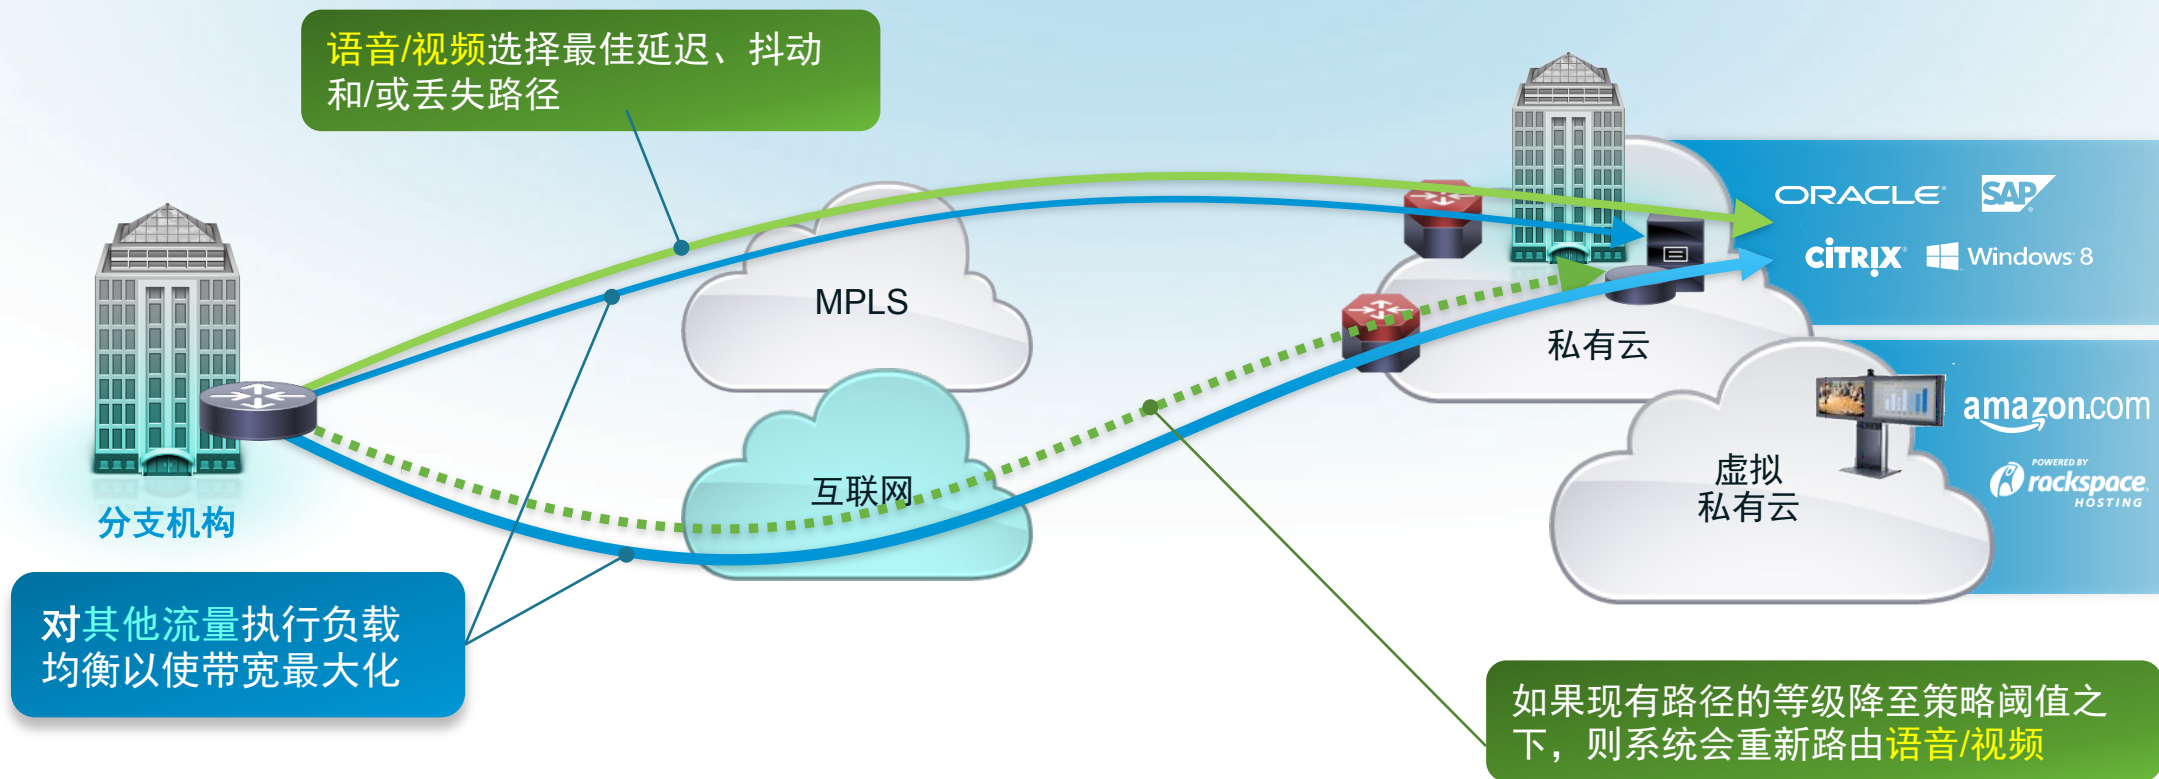 语音/视频选择最佳延迟、抖动
和/或丢失路径
ORACLE
SAP
CİTRIX
Windows 8
MPLS
私有云
amazon.com
POWERED BY
rackspace.
HOSTING
互联网
虚拟
私有云
分支机构
对其他流量执行负载
均衡以使带宽最大化
如果现有路径的等级降至策略阈值之
下，则系统会重新路由语音/视频